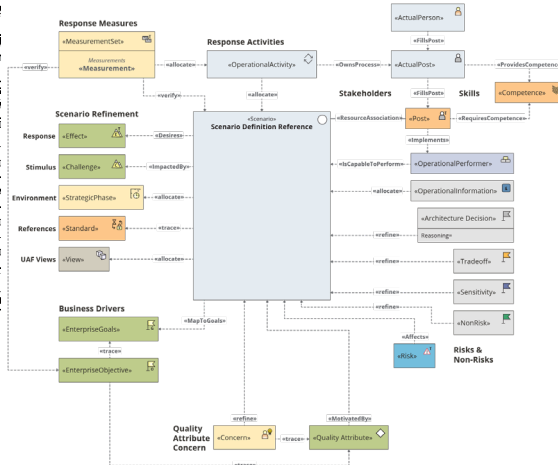 «ActualPerson»
Response Measures
«FillsPost»
«MeasurementSet»
Response Activities
Measurements
«Measurement»
«verify»
«allocate»
«OperationalActivity»
«OwnsProcess»
«ActualPost»
«ProvidesCompetence
«verify»
«allocate»
Stakeholders
«FillsPost»
Skills
«Competence»
Scenario Refinement
«Scenario»
Scenario Definition Reference
«ResourceAssociation»
«Post»
«RequiresCompetence»
Response
«Effect»
«Desires»
«Implements»
Stimulus
«Challenge»
«ImpactedBy»
«IsCapableToPerform»
«OperationalPerformer»
Environment
«StrategicPhase»
«allocate»
«allocate»
«OperationalInformation»
References
«Standard»
«trace»
«Architecture Decision»
«refine»
Reasoning=
UAF Views
«View»
«allocate»
«refine»
«Tradeoff»
«refine»
«Sensitivity»
Business Drivers
«refine»
«MapToGoals»
«EnterpriseGoals»
«NonRisk»
«Affects»
«trace»
«Risk»
Risks &
Non-Risks
«EnterpriseObjective»
«refine»
«MotivatedBy»
Quality
Attribute
Concern
«Concern»
«trace»
«Quality Attribute»